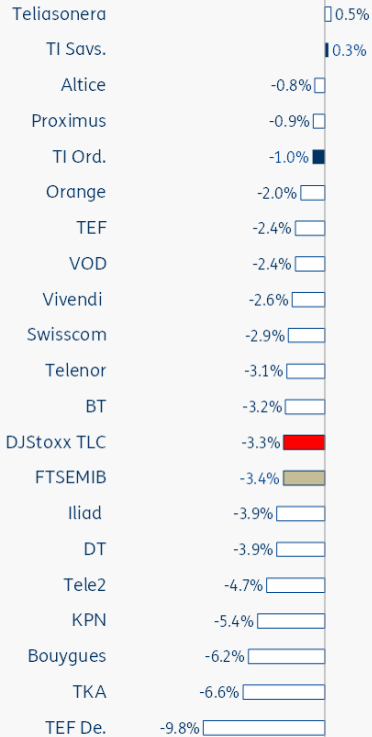 Teliasonera 0.5%
TI Savs. 0.3%
Altice -0.8%
Proximus -0.9%
TI Ord. -1.0%
Orange -2.0%
TEF -2.4%
VOD -2.4%
Vivendi -2.6%
Swisscom -2.9%
Telenor -3.1%
BT -3.2%
DJStoxx TLC -3.3%
FTSEMIB -3.4%
Iliad -3.9%
DT -3.9%
Tele2 -4.7%
KPN -5.4%
Bouygues -6.2%
TKA -6.6%
TEF De. -9.8%